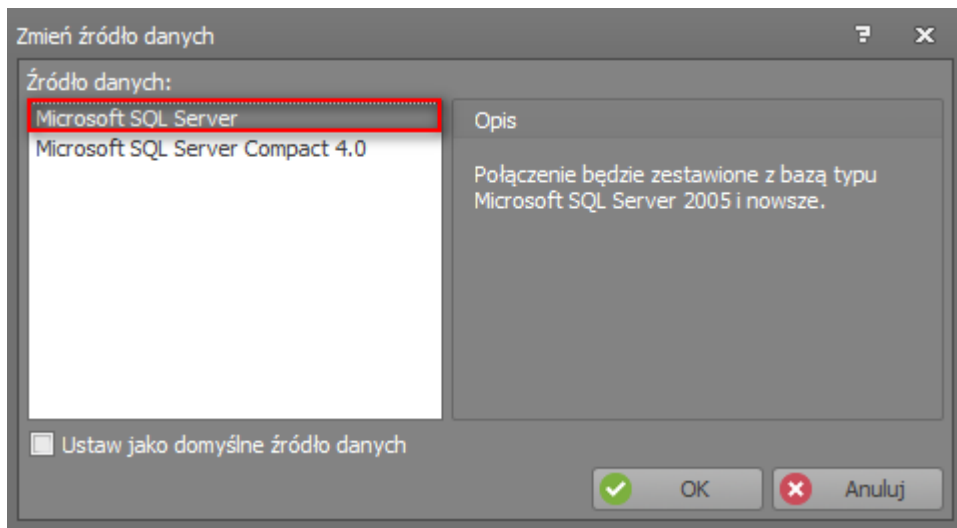 Zmień źródło danych
Źródło danych:
Microsoft SQL Server
Microsoft SQL Server Compact 4.0
Opis
Połączenie będzie zestawione z bazą typu
Microsoft SQL Server 2005 i nowsze.
Ustaw jako domyślne źródło danych
OK
Anuluj